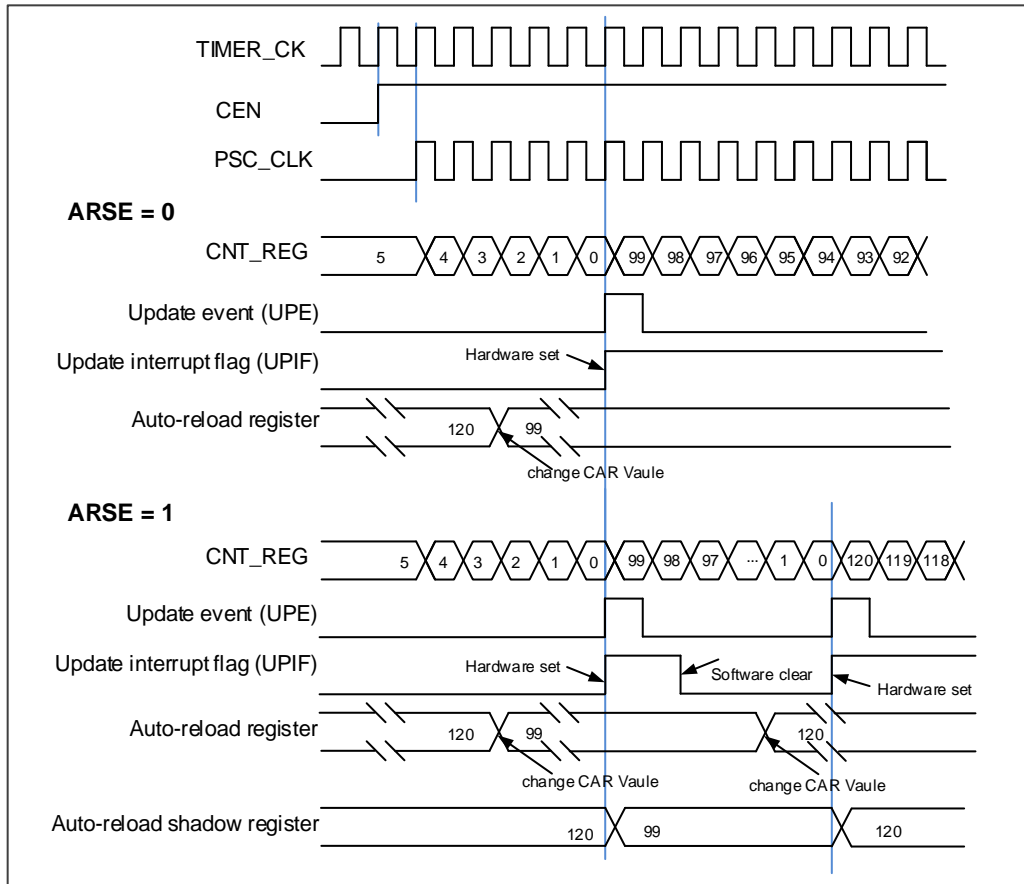 TIMER_CK
CEN
PSC_CLK
ARSE = 0
CNT_REG 5 4 3 2 1 0 99 98 97 96 95 94 93 92
Update event (UPE)
Update interrupt flag (UPIF) Hardware set
Auto-reload register 120 99
change CAR Vaule
ARSE = 1
CNT_REG 5 4 3 2 1 0 99 98 97 ... 1 0 120 119 118
Update event (UPE)
Update interrupt flag (UPIF) Hardware set Software clear Hardware set
Auto-reload register 120 99 120
change CAR Vaule change CAR Vaule
Auto-reload shadow register 120 99 120